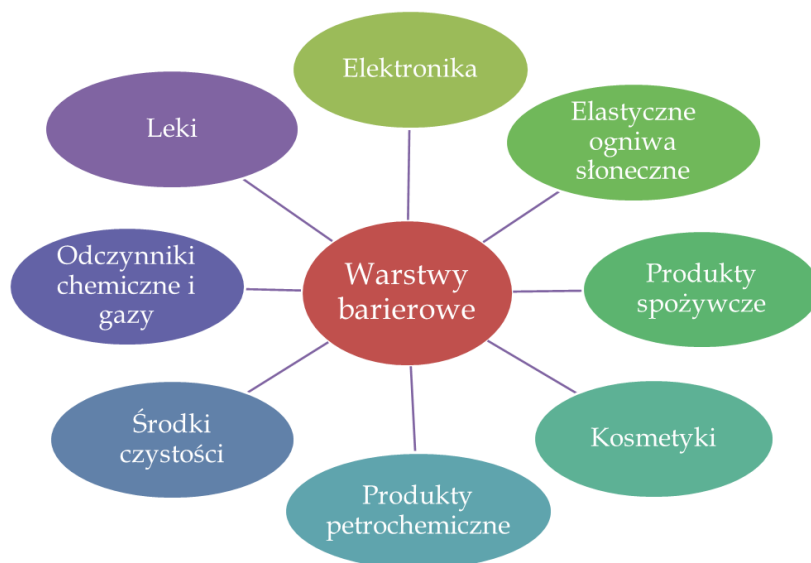 Elektronika
Leki
Elastyczne
ogniwa
słoneczne
Odczynniki
chemiczne i
gazy
Warstwy
barierowe
Produkty
spożywcze
Środki
czystości
Kosmetyki
Produkty
petrochemiczne